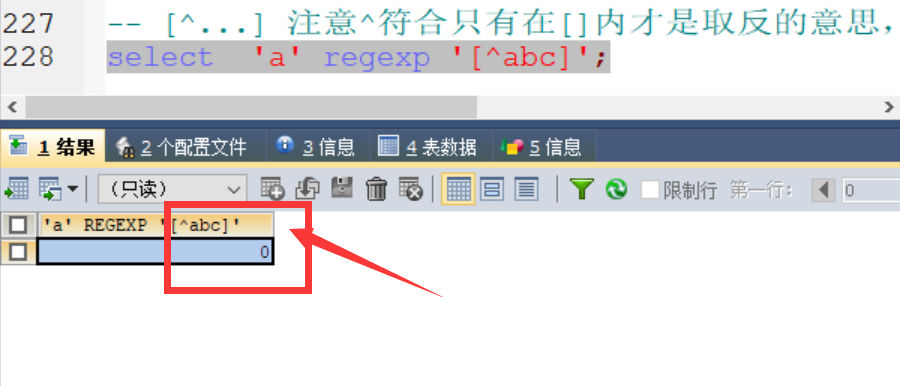 227 -- [^...] 注意^符合只有在[]内才是取反的意思，
228 select 'a' regexp '[^abc]';
1 结果 2 个配置文件 3 信息 4 表数据 5 信息
（只读） 限制行 第一行： 0
'a' REGEXP '[^abc]'
0